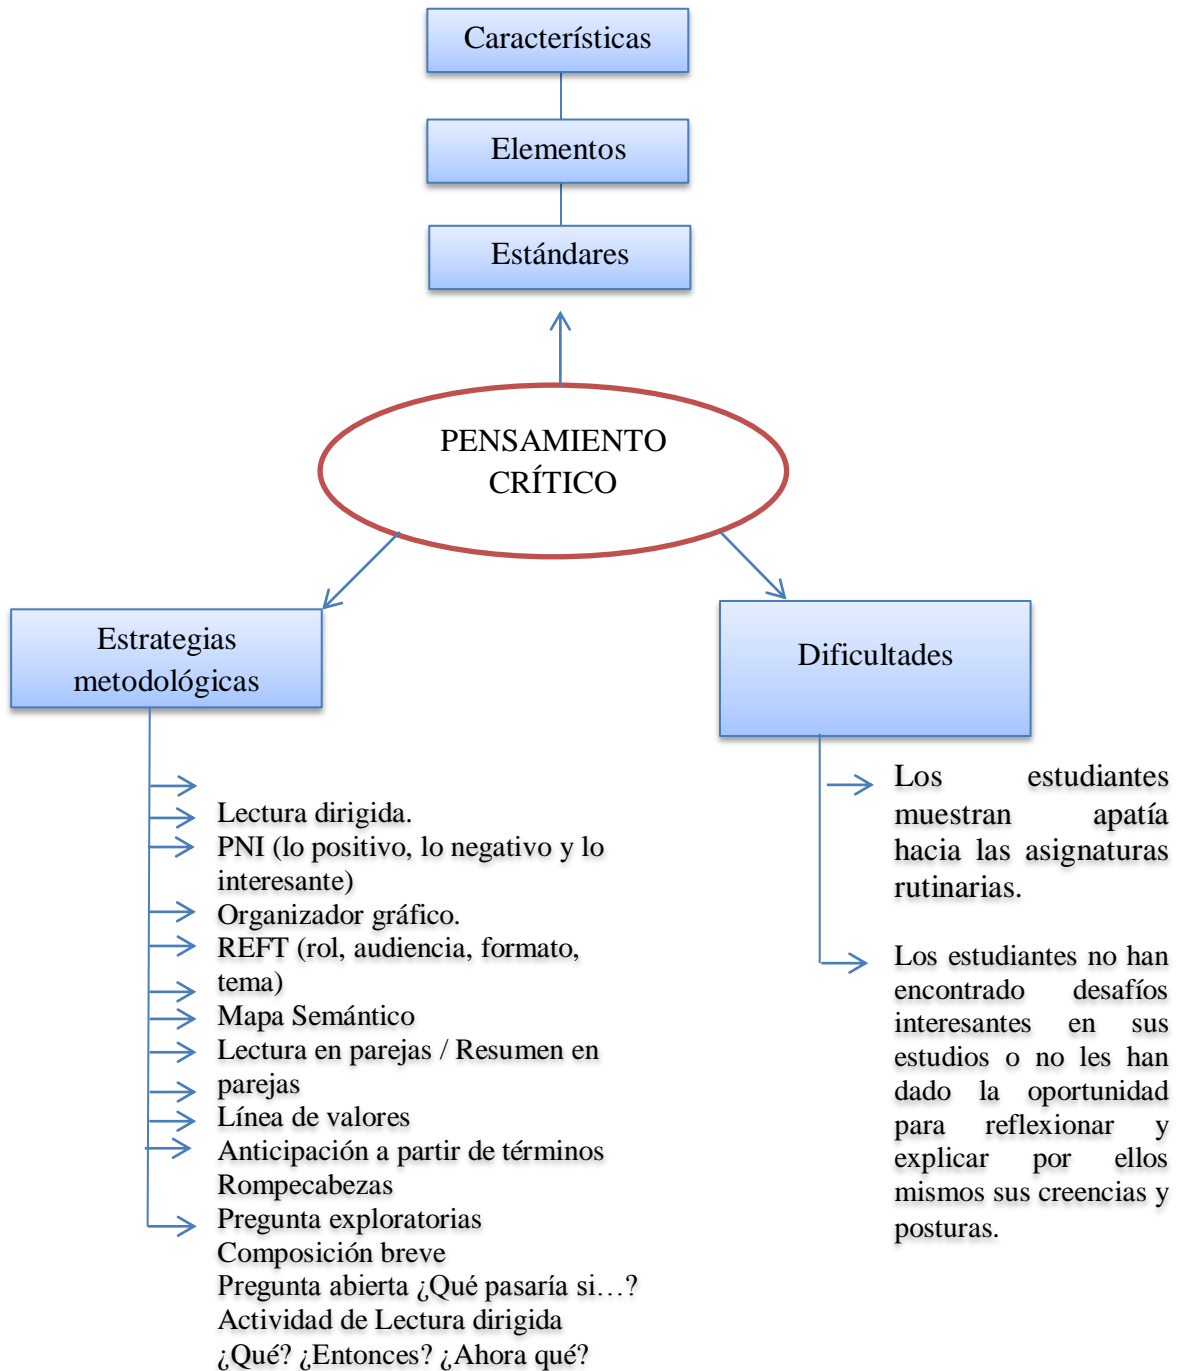 Características
Elementos
Estándares
PENSAMIENTO
CRÍTICO
Estrategias
metodológicas
Lectura dirigida.
PNI (lo positivo, lo negativo y lo
interesante)
Organizador gráfico.
REFT (rol, audiencia, formato,
tema)
Mapa Semántico
Lectura en parejas / Resumen en
parejas
Línea de valores
Anticipación a partir de términos
Rompecabezas
Pregunta exploratorias
Composición breve
Pregunta abierta ¿Qué pasaría si…?
Actividad de Lectura dirigida
¿Qué? ¿Entonces? ¿Ahora qué?
Dificultades
Los estudiantes
muestran apatía
hacia las asignaturas
rutinarias.
Los estudiantes no han
encontrado desafíos
interesantes en sus
estudios o no les han
dado la oportunidad
para reflexionar y
explicar por ellos
mismos sus creencias y
posturas.